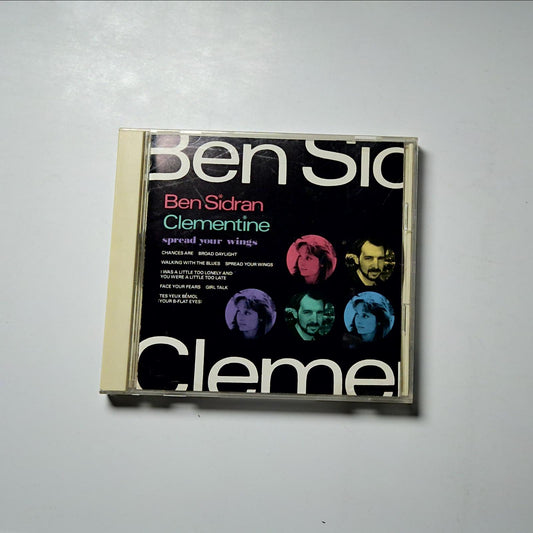 Ben Sid
Ben Sidran
Clementine
spread your wings
CHANCES ARE BROAD DAYLIGHT
WALKING WITH THE BLUES SPREAD YOUR WINGS
I WAS A LITTLE TOO LONELY AND
YOU WERE A LITTLE TOO LATE
FACE YOUR FEARS GIRL TALK
TES YEUX BÉMOL
(YOUR B-FLAT EYES)
Cleme